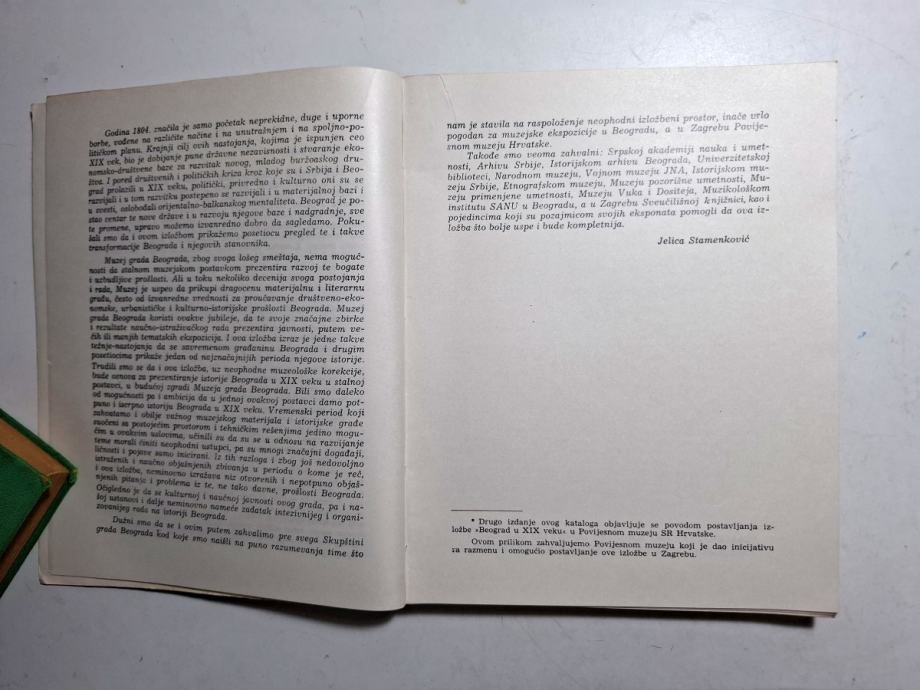 Godina 1804. značila je samo početak neprekidne, duge i uporne
borbe, vođene na različite načine i na unutrašnjem i na spoljno-po-
litičkom planu. Krajnji cilj ovih nastojanja, kojima je ispunjen ceo
XIX vek, bio je dobijanje pune državne nezavisnosti i stvaranje eko-
nomsko-društvene baze za razvitak novog, mladog buržoaskog dru-
štva. I pored društvenih i političkih kriza kroz koje su i Srbija i Beo-
grad prolazili u XIX veku, politički, privredno i kulturno oni su se
razvijali i u tom razvitku postepeno se razvijali i u materijalnoj bazi i
u svesti, oslobađali orijentalno-balkanskog mentaliteta. Beograd je po-
stao centar te nove države i u razvoju njegove baze i nadgradnje, sve
te promene, upravo možemo izvanredno dobro da sagledamo. Poku-
šali smo da i ovom izložbom prikažemo posetiocu pregled te i takve
transformacije Beograda i njegovih stanovnika.
Muzej grada Beograda, zbog svoga lošeg smeštaja, nema moguć-
nosti da stalnom muzejskom postavkom prezentira razvoj te bogate
i uzbudljive prošlosti. Ali u toku nekoliko decenija svoga postojanja
i rada, Muzej je uspeo da prikupi dragocenu materijalnu i literarnu
građu, često od izvanredne vrednosti za proučavanje društveno-eko-
nomske, urbanističke i kulturno-istorijske prošlosti Beograda. Muzej
grada Beograda koristi ovakve jubileje, da te svoje značajne zbirke
i rezultate naučno-istraživačkog rada prezentira javnosti, putem ve-
ćih ili manjih tematskih ekspozicija. I ova izložba izraz je jedne takve
težnje-nastojanja da se savremenom građaninu Beograda i drugim
posetiocima prikaže jedan od najznačajnijih perioda njegove istorije.
Trudili smo se da i ova izložba, uz neophodne muzeološke korekcije,
bude osnova za prezentiranje istorije Beograda u XIX veku u stalnoj
postavci, u budućoj zgradi Muzeja grada Beograda. Bili smo daleko
od mogućnosti pa i ambicija da u jednoj ovakvoj postavci damo pot-
puno i iscrpno istoriju Beograda u XIX veku. Vremenski period koji
zahvatamo i obilje važnog muzejskog materijala i istorijske građe
suočeni sa postojećim prostorom i tehničkim rešenjima jedino mogu-
ćim u ovakvim uslovima, učinili su da su se u odnosu na razvijanje
teme morali činiti neophodni ustupci, pa su mnogi značajni događaji,
ličnosti i pojave samo inicirani. Iz tih razloga i zbog još nedovoljno
istraženih i naučno objašnjenih zbivanja u periodu o kome je reč,
i ova izložba, neminovno izražava niz otvorenih i nepotpuno objaš-
njenih pitanja i problema iz te, ne tako davne, prošlosti Beograda.
Očigledno je da se kulturnoj i naučnoj javnosti ovog grada, pa i na-
šoj ustanovi i dalje neminovno nameće zadatak intezivnijeg i organi-
zovanijeg rada na istoriji Beograda.
Dužni smo da se i ovim putem zahvalimo pre svega Skupštini
grada Beograda kod koje smo naišli na puno razumevanja time što
nam je stavila na raspoloženje neophodni izložbeni prostor, inače vrlo
pogodan za muzejske ekspozicije u Beogradu, a u Zagrebu Povije-
snom muzeju Hrvatske.
Takođe smo veoma zahvalni: Srpskoj akademiji nauka i umet-
nosti, Arhivu Srbije, Istorijskom arhivu Beograda, Univerzitetskoj
biblioteci, Narodnom muzeju, Vojnom muzeju JNA, Istorijskom mu-
zeju Srbije, Etnografskom muzeju, Muzeju pozorišne umetnosti, Mu-
zeju primenjene umetnosti, Muzeju Vuka i Dositeja, Muzikološkom
institutu SANU u Beogradu, a u Zagrebu Sveučilišnoj knjižnici, kao i
pojedincima koji su pozajmicom svojih eksponata pomogli da ova iz-
ložba što bolje uspe i bude kompletnija.
Jelica Stamenković
* Drugo izdanje ovog kataloga objavljuje se povodom postavljanja iz-
ložbe »Beograd u XIX veku« u Povijesnom muzeju SR Hrvatske.
Ovom prilikom zahvaljujemo Povijesnom muzeju koji je dao inicijativu
za razmenu i omogućio postavljanje ove izložbe u Zagrebu.